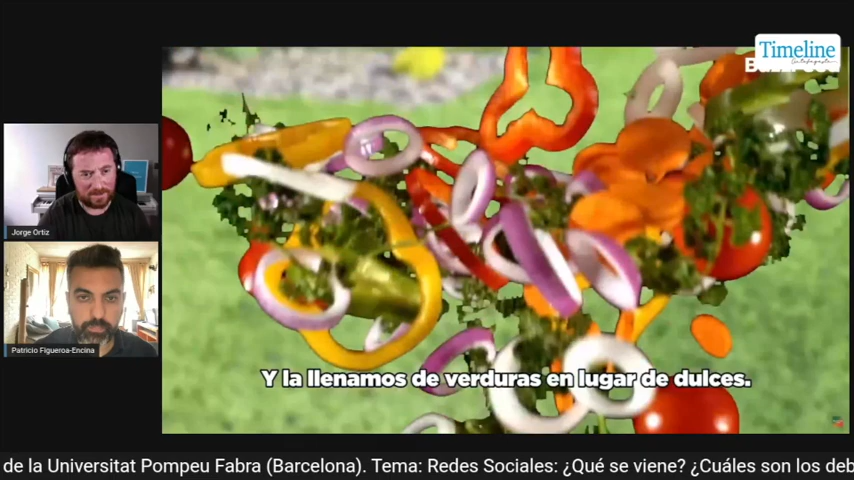 Timeline
Jorge Ortiz
Patricio Figueroa-Encina
Y la llenamos de verduras en lugar de dulces.
de la Universitat Pompeu Fabra (Barcelona). Tema: Redes Sociales: ¿Qué se viene? ¿Cuáles son los deb